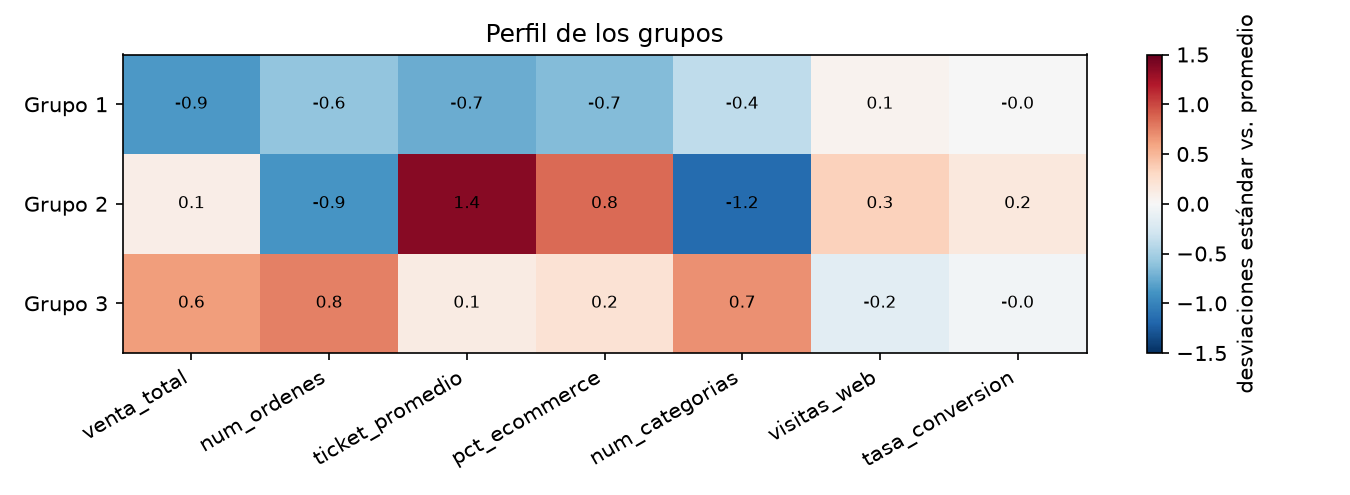 Perfil de los grupos
Grupo 1 -0.9 -0.6 -0.7 -0.7 -0.4 0.1 -0.0
Grupo 2 0.1 -0.9 1.4 0.8 -1.2 0.3 0.2
Grupo 3 0.6 0.8 0.1 0.2 0.7 -0.2 -0.0
venta_total num_ordenes ticket_promedio pct_ecommerce num_categorias visitas_web tasa_conversion
1.5
1.0
0.5
0.0
−0.5
−1.0
−1.5
desviaciones estándar vs. promedio